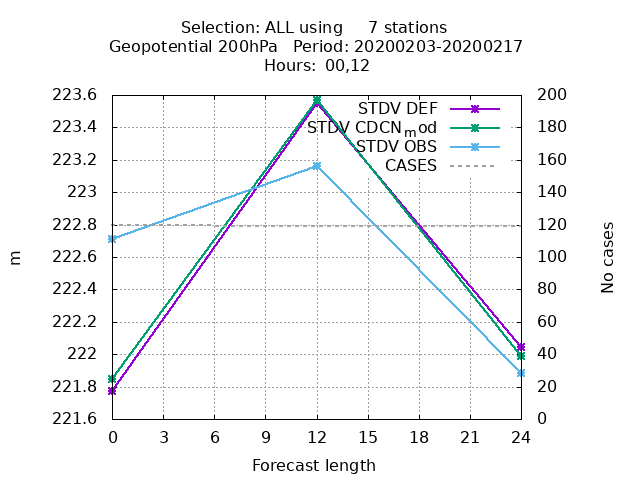 Selection: ALL using 7 stations
Geopotential 200hPa Period: 20200203-20200217
Hours: 00,12
223.6
223.4
223.2
223
222.8
222.6
222.4
222.2
222
221.8
221.6
m
STDV DEF
STDV CDCNmod
STDV OBS
CASES
200
180
160
140
120
100
80
60
40
20
0
No cases
0 3 6 9 12 15 18 21 24
Forecast length